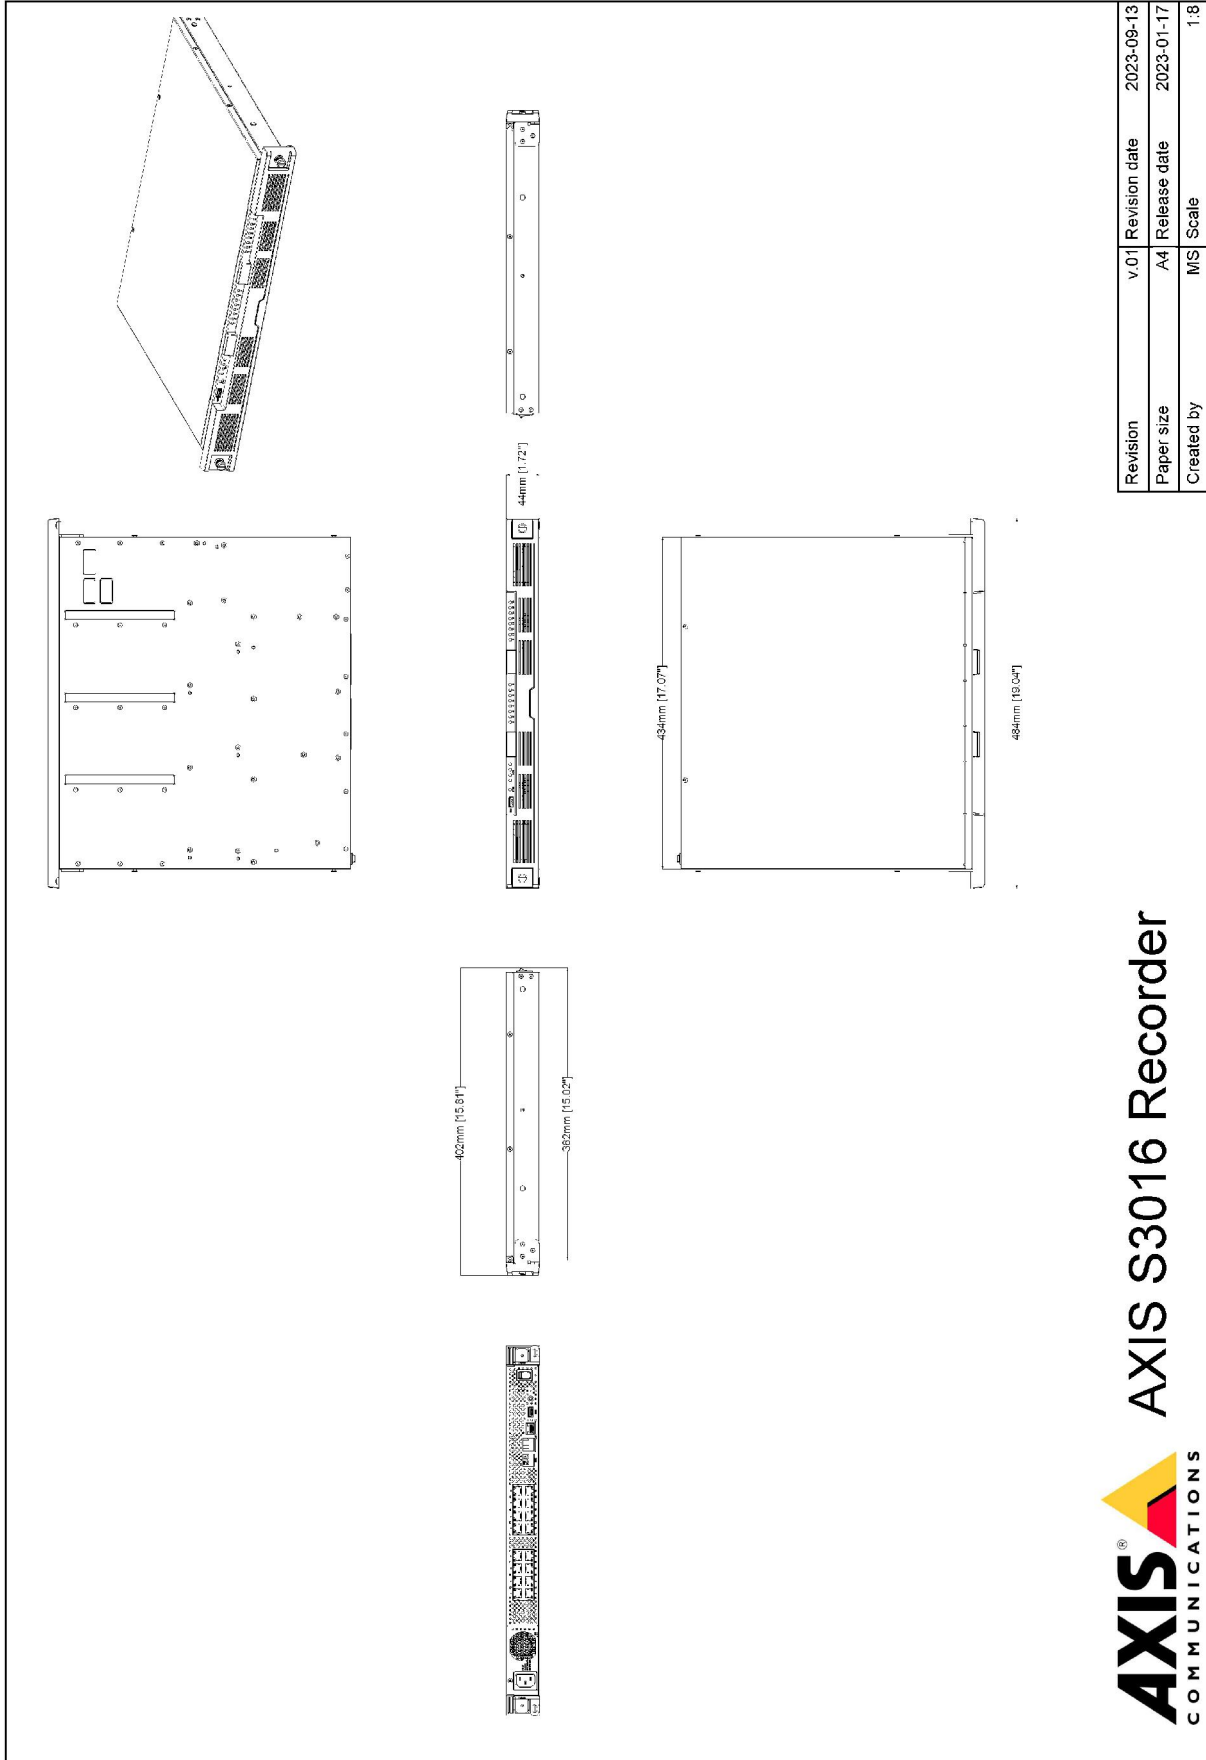 402mm [15.81"]
44mm [1.72"]
382mm [15.02"]
434mm [17.07"]
484mm [19.04"]
AXIS®
COMMUNICATIONS
AXIS S3016 Recorder
Revision v.01 Revision date 2023-09-13
Paper size A4 Release date 2023-01-17
Created by MS Scale 1:8